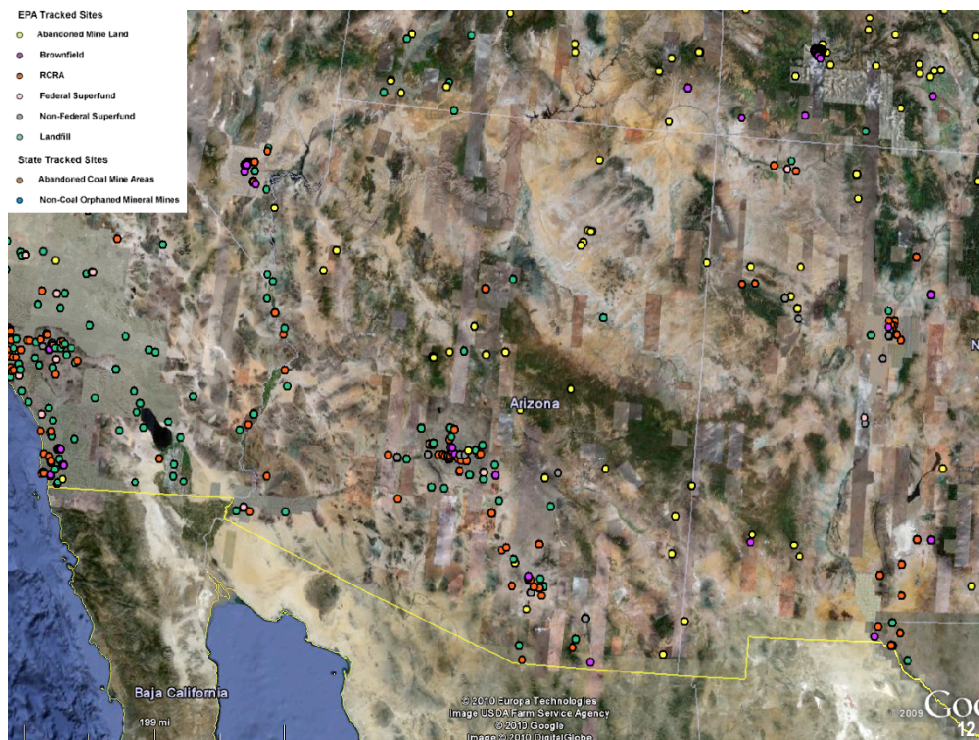 EPA Tracked Sites
Abandoned Mine Land
Brownfield
RCRA
Federal Superfund
Non-Federal Superfund
Landfill
State Tracked Sites
Abandoned Coal Mine Areas
Non-Coal Orphaned Mineral Mines
N
Arizona
Baja California
199 mi
© 2010 Europa Technologies
Image USDA Farm Service Agency
© 2010 Google
Image © 2010 DigitalGlobe
©2009 Goo
12